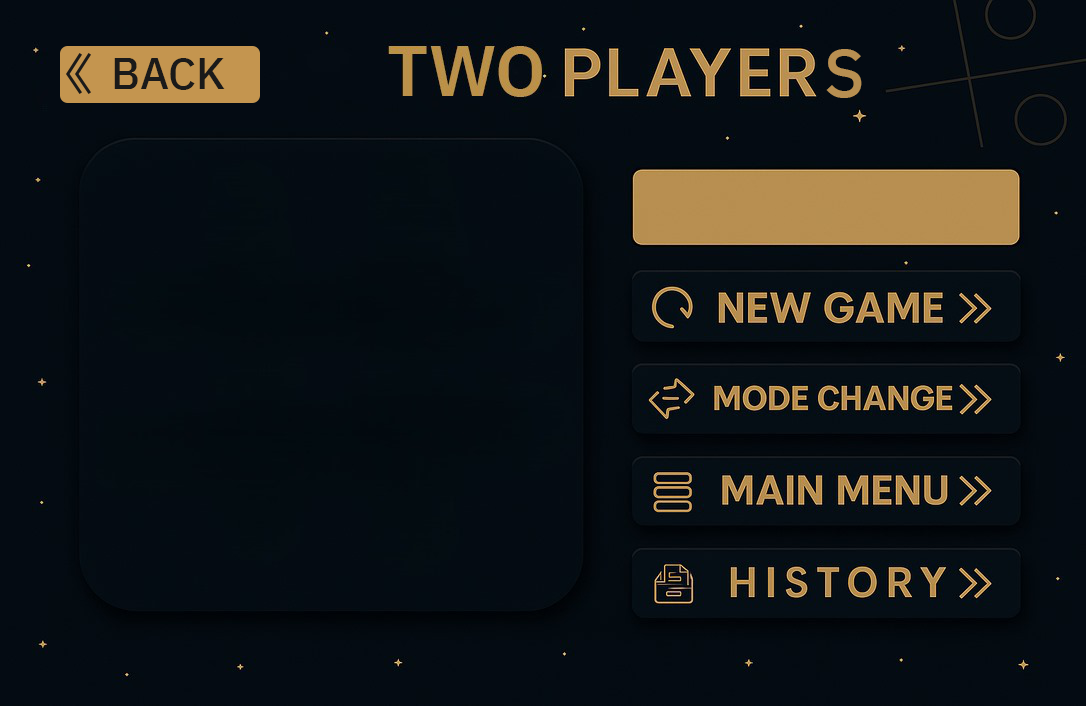 BACK
TWO PLAYERS
NEW GAME
MODE CHANGE
MAIN MENU
HISTORY